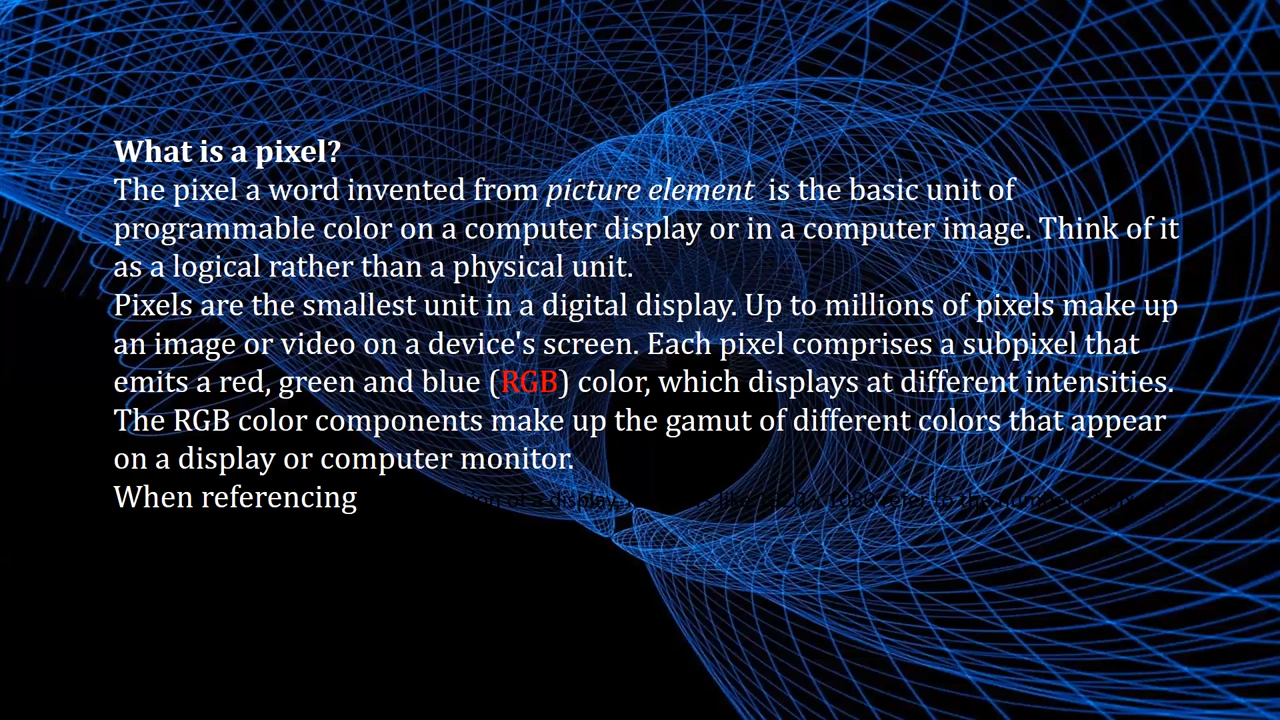 What is a pixel?
The pixel a word invented from picture element is the basic unit of
programmable color on a computer display or in a computer image. Think of it
as a logical rather than a physical unit.
Pixels are the smallest unit in a digital display. Up to millions of pixels make up
an image or video on a device's screen. Each pixel comprises a subpixel that
emits a red, green and blue (RGB) color, which displays at different intensities.
The RGB color components make up the gamut of different colors that appear
on a display or computer monitor.
When referencing of a display